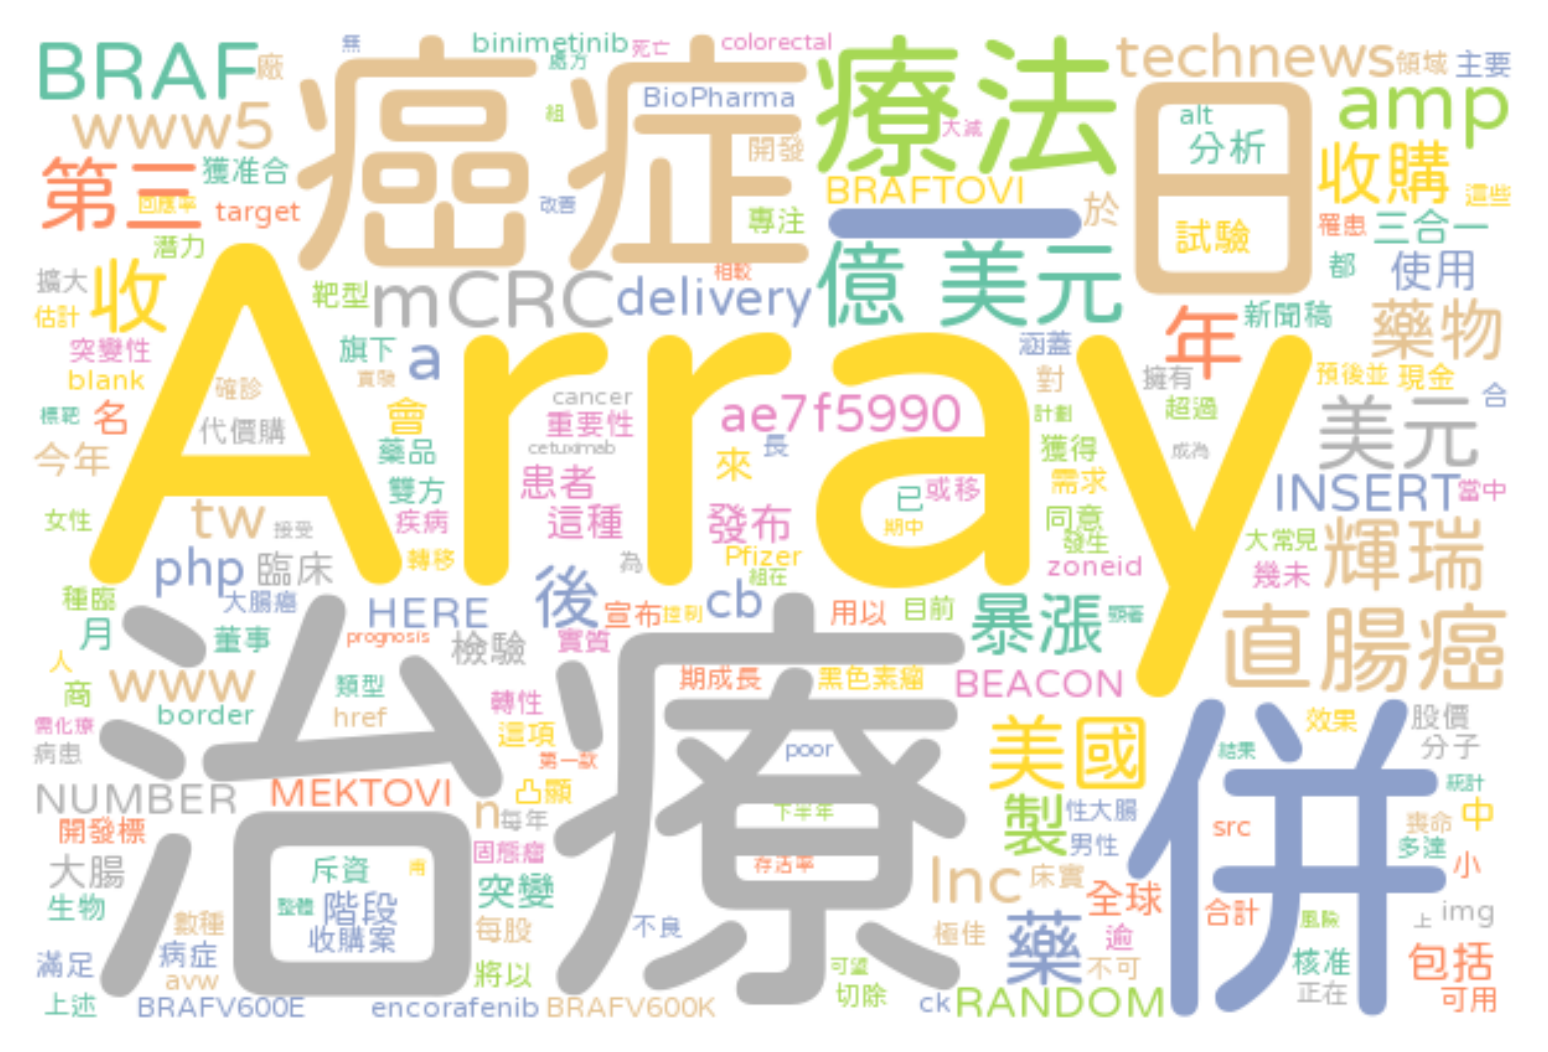 BRAF
廠
無
癌症
binimetinib
死亡
處方
colorectal
療法
technews
領域
主要
www5
組
BioPharma
開發
大減
日
alt
分析
amp
第三
獲准合
回應率
target
改善
專注
BRAFTOVI
一
於
試驗
收購
這些
罹患
三合一
潛力
擴大
收
估計
靶型
mCRC
delivery
相較
億
美元
都
使用
年
新聞稿
藥物
突變性
blank
旗下
a
Array
涵蓋
對
擁有
預後並
現金
合
標靶
名
確診
代價購
實發
會
cancer
重要性
cetuximab
ae7f5990
長
計劃
超過
成為
美元
今年
藥品
雙方
患者
來
已
或移
期中
獲得
需求
INSERT
當中
女性
tw
接受
疾病
這種
發布
同意
發生
大常見
輝瑞
php
臨床
轉移
為
Pfizer
組在
zoneid
幾未
種臨
大腸癌
HERE
後
宣布
控制
cb
用以
目前
暴漲
顯著
直腸癌
月
董事
prognosis
檢驗
實質
人
商
www
border
類型
href
治療
轉性
期成長
黑色素瘤
BEACON
需化療
病患
這項
第一款
poor
美國
效果
股價
結果
分子
併
NUMBER
MEKTOVI
n
凸顯
每年
下半年
製
性大腸
男性
src
統計
喪命
中
開發標
大腸
生物
斥資
用
整體
階段
收購案
固態瘤
突變
存活率
Inc
床實
全球
多達
小
合計
風險
上
img
數種
病症
每股
不良
極佳
藥
逾
不可
核准
包括
滿足
avw
將以
可望
切除
正在
可用
上述
BRAFV600E
encorafenib
BRAFV600K
ck
RANDOM